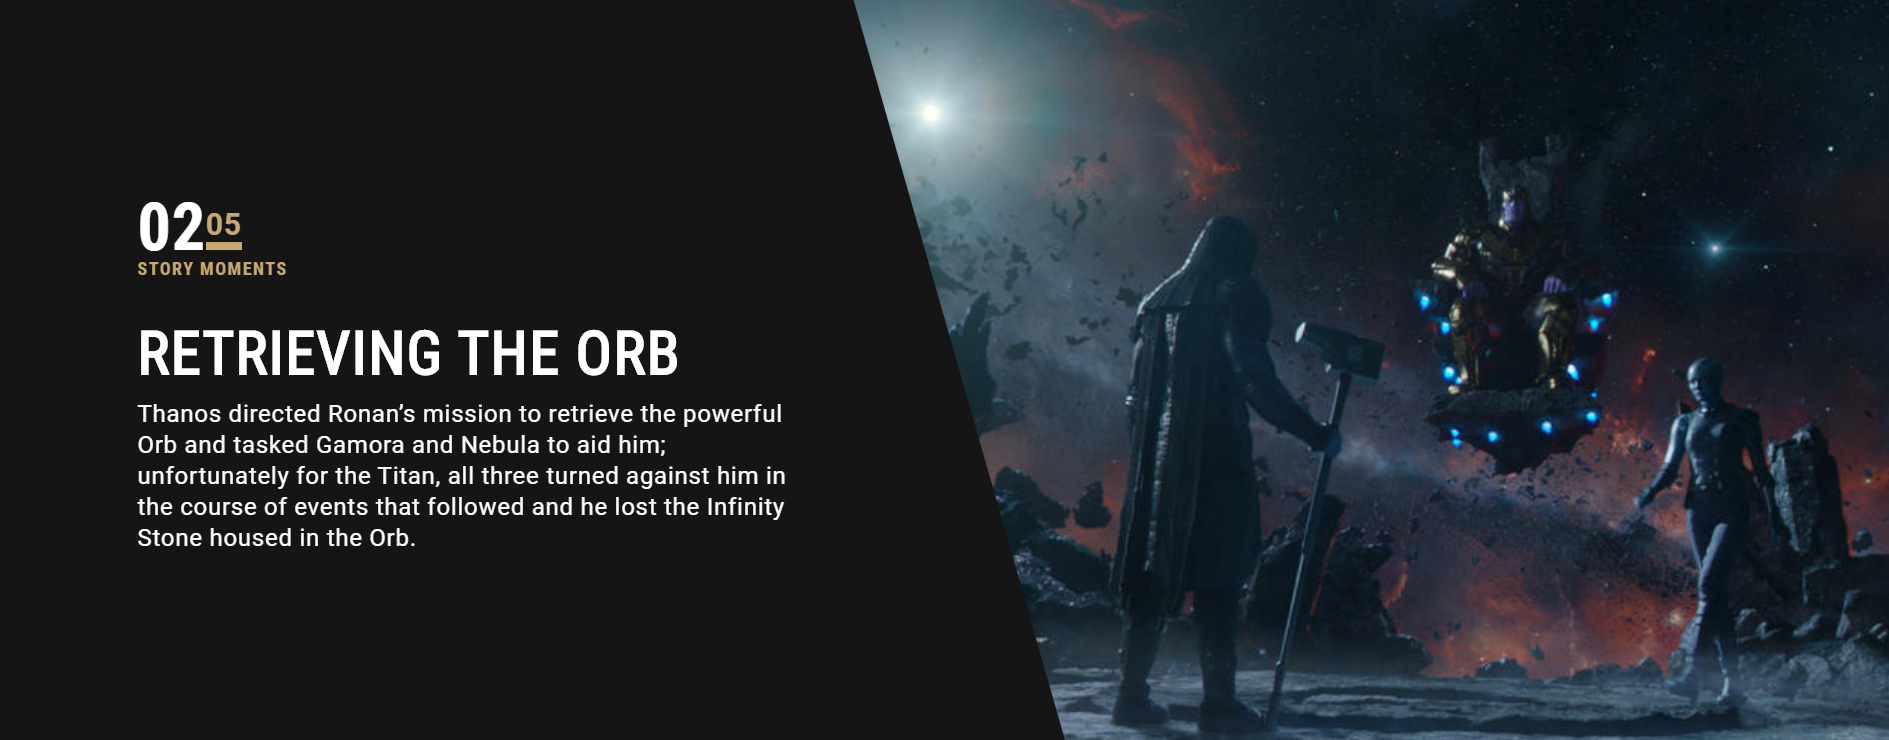 02 05
STORY MOMENTS
RETRIEVING THE ORB
Thanos directed Ronan’s mission to retrieve the powerful
Orb and tasked Gamora and Nebula to aid him;
unfortunately for the Titan, all three turned against him in
the course of events that followed and he lost the Infinity
Stone housed in the Orb.